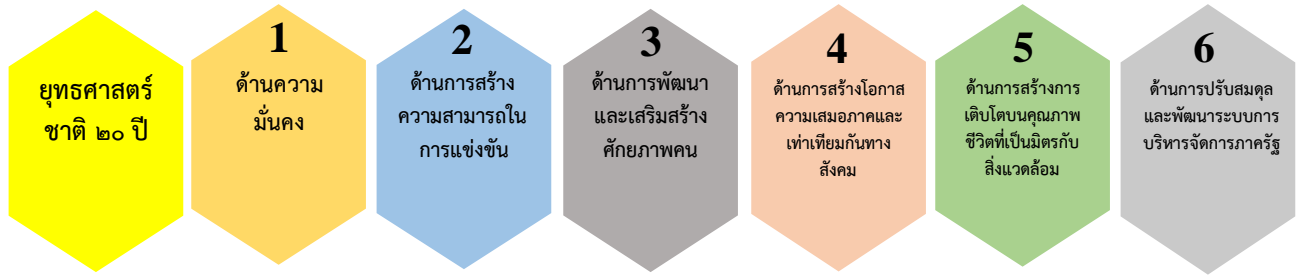 ยุทธศาสตร์
ชาติ ๒๐ ปี
1
ด้านความ
มั่นคง
2
ด้านการสร้าง
ความสามารถใน
การแข่งขัน
3
ด้านการพัฒนา
และเสริมสร้าง
ศักยภาพคน
4
ด้านการสร้างโอกาส
ความเสมอภาคและ
เท่าเทียมกันทาง
สังคม
5
ด้านการสร้างการ
เติบโตบนคุณภาพ
ชีวิตที่เป็นมิตรกับ
สิ่งแวดล้อม
6
ด้านการปรับสมดุล
และพัฒนาระบบการ
บริหารจัดการภาครัฐ